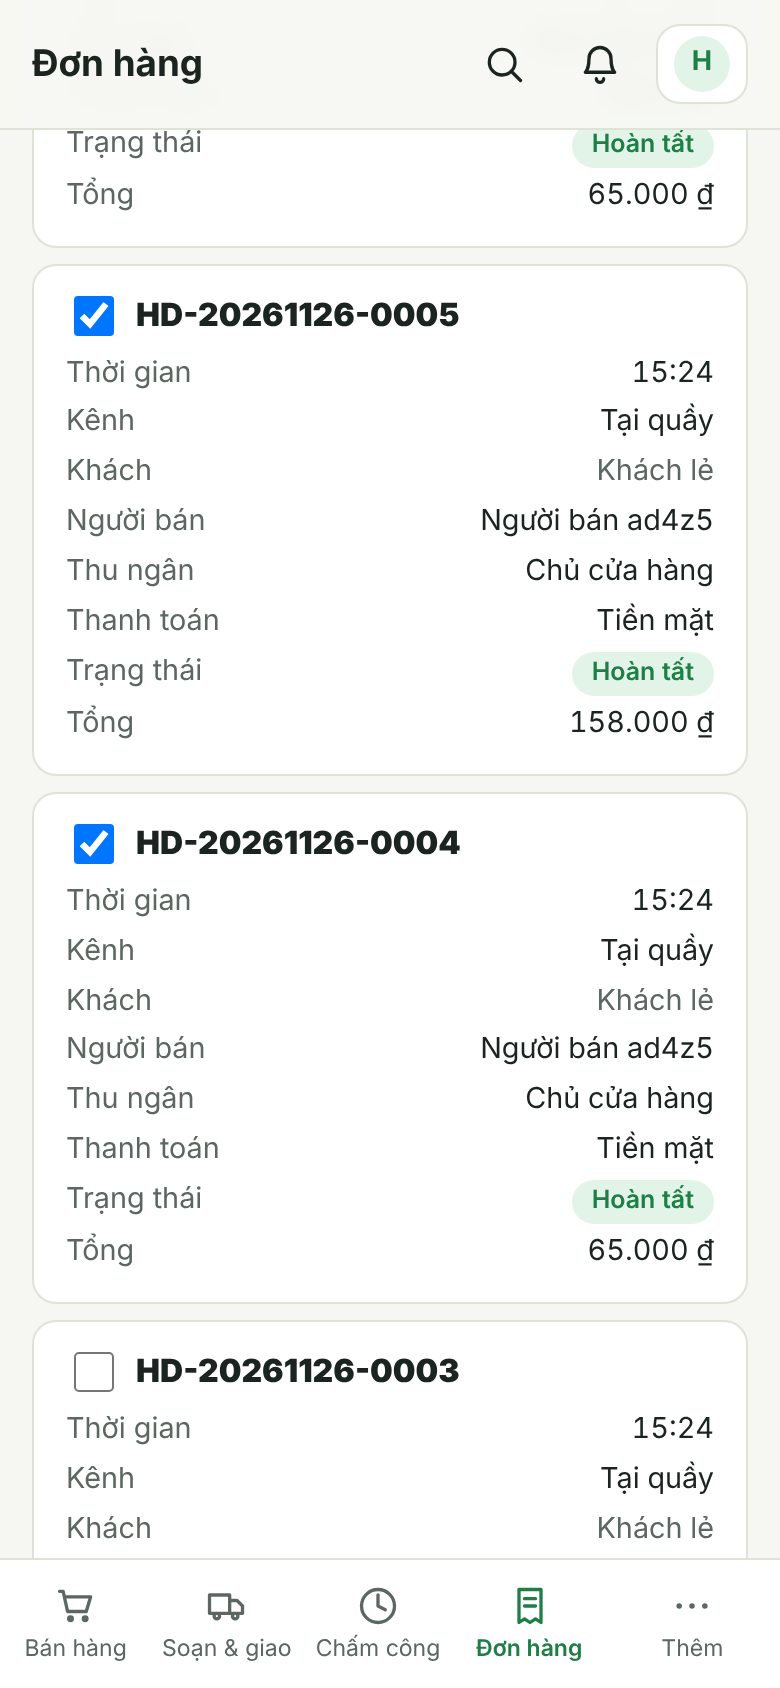 Đơn hàng
H
Trạng thái Hoàn tất
Tổng 65.000 ₫
HD-20261126-0005
Thời gian 15:24
Kênh Tại quầy
Khách Khách lẻ
Người bán Người bán ad4z5
Thu ngân Chủ cửa hàng
Thanh toán Tiền mặt
Trạng thái Hoàn tất
Tổng 158.000 ₫
HD-20261126-0004
Thời gian 15:24
Kênh Tại quầy
Khách Khách lẻ
Người bán Người bán ad4z5
Thu ngân Chủ cửa hàng
Thanh toán Tiền mặt
Trạng thái Hoàn tất
Tổng 65.000 ₫
HD-20261126-0003
Thời gian 15:24
Kênh Tại quầy
Khách Khách lẻ
Bán hàng Soạn & giao Chấm công Đơn hàng Thêm